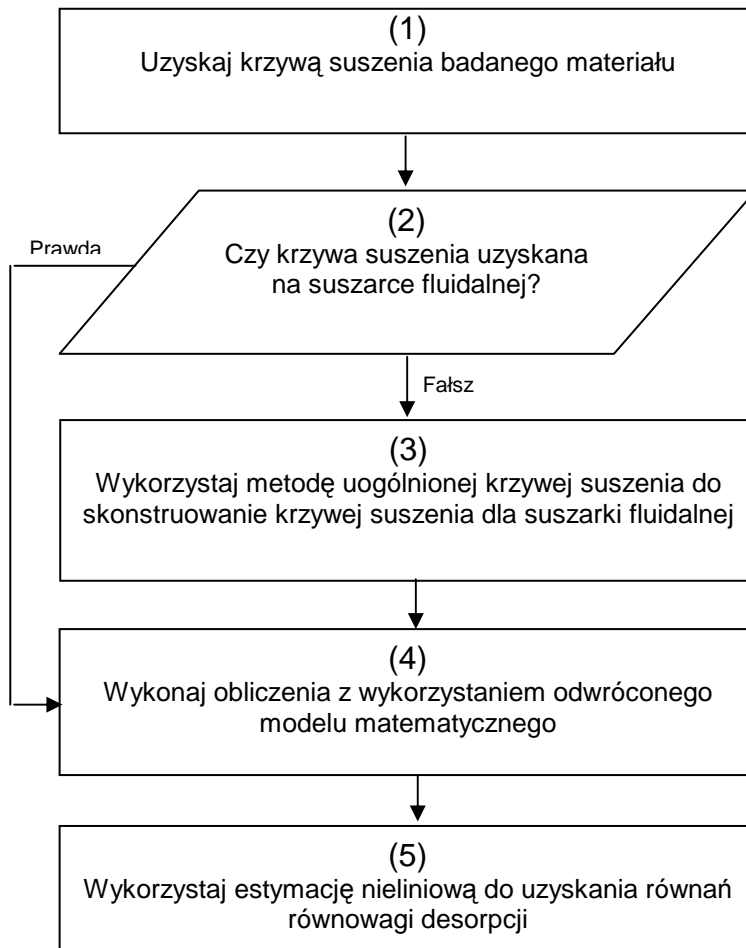 (1)
Uzyskaj krzywą suszenia badanego materiału
(2)
Czy krzywa suszenia uzyskana
na suszarce fluidalnej?
Prawda
Fałsz
(3)
Wykorzystaj metodę uogólnionej krzywej suszenia do
skonstruowanie krzywej suszenia dla suszarki fluidalnej
(4)
Wykonaj obliczenia z wykorzystaniem odwróconego
modelu matematycznego
(5)
Wykorzystaj estymację nieliniową do uzyskania równań
równowagi desorpcji